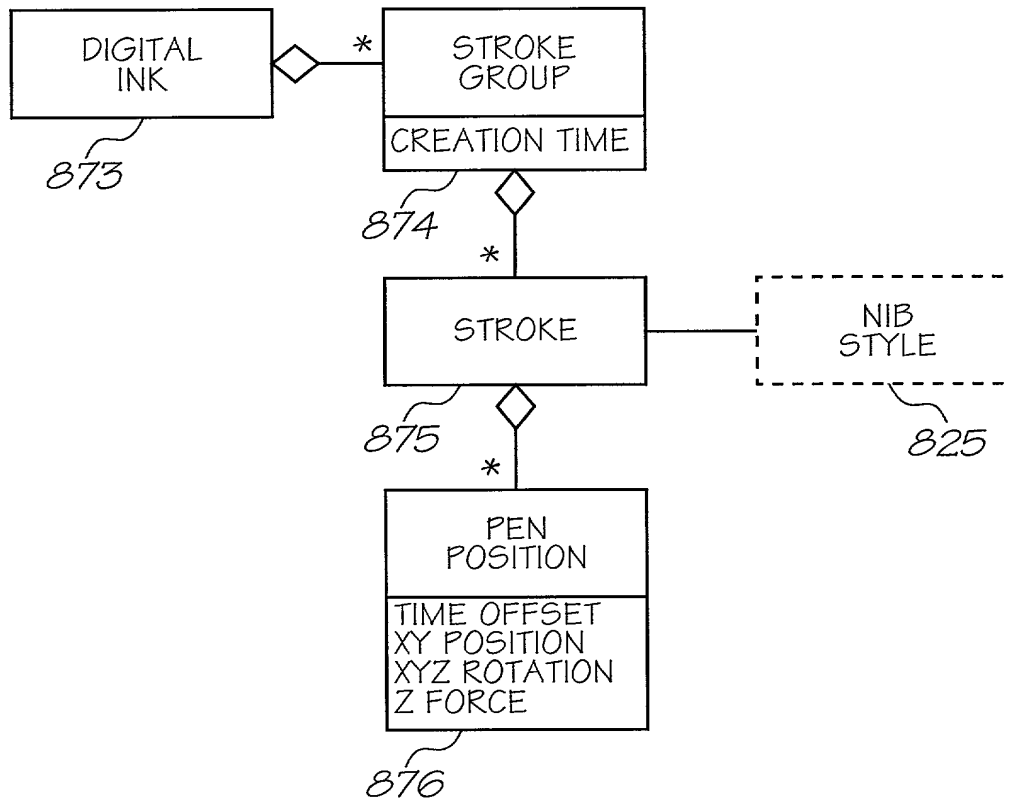 DIGITAL
INK
*
STROKE
GROUP
CREATION TIME
873
874
*
STROKE
NIB
STYLE
875
825
*
PEN
POSITION
TIME OFFSET
XY POSITION
XYZ ROTATION
Z FORCE
876